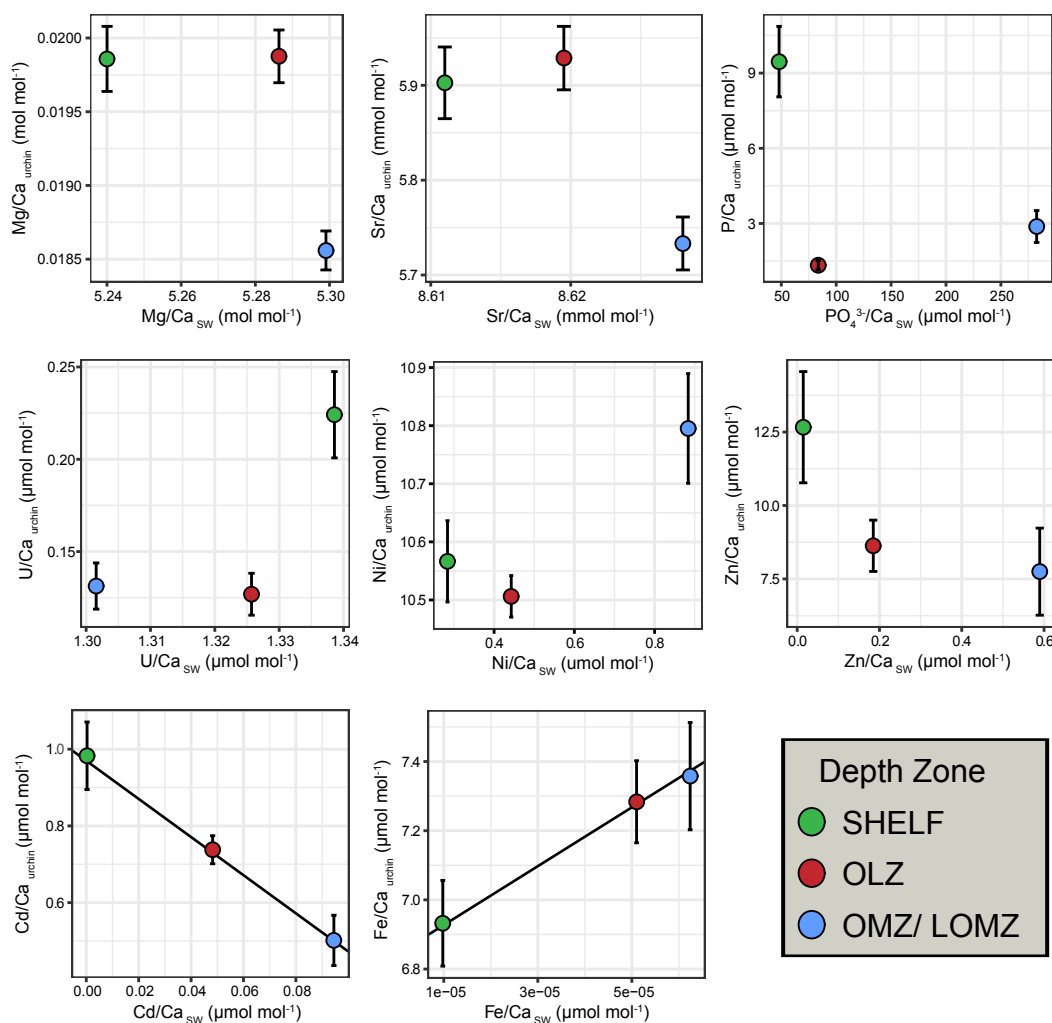 Mg/Ca urchin (mol mol⁻¹)
0.0200
0.0195
0.0190
0.0185
5.24 5.26 5.28 5.30
Mg/Ca SW (mol mol⁻¹)
Sr/Ca urchin (mmol mol⁻¹)
5.9
5.8
5.7
8.61 8.62
Sr/Ca SW (mmol mol⁻¹)
P/Ca urchin (µmol mol⁻¹)
9
6
3
50 100 150 200 250
PO₄³⁻/Ca SW (µmol mol⁻¹)
U/Ca urchin (µmol mol⁻¹)
0.25
0.20
0.15
1.30 1.31 1.32 1.33 1.34
U/Ca SW (µmol mol⁻¹)
Ni/Ca urchin (µmol mol⁻¹)
10.9
10.8
10.7
10.6
10.5
0.4 0.6 0.8
Ni/Ca SW (umol mol⁻¹)
Zn/Ca urchin (µmol mol⁻¹)
12.5
10.0
7.5
0.0 0.2 0.4 0.6
Zn/Ca SW (µmol mol⁻¹)
Cd/Ca urchin (µmol mol⁻¹)
1.0
0.8
0.6
0.00 0.02 0.04 0.06 0.08
Cd/Ca SW (µmol mol⁻¹)
Fe/Ca urchin (µmol mol⁻¹)
7.4
7.2
7.0
6.8
1e−05 3e−05 5e−05
Fe/Ca SW (µmol mol⁻¹)
Depth Zone
SHELF
OLZ
OMZ/ LOMZ